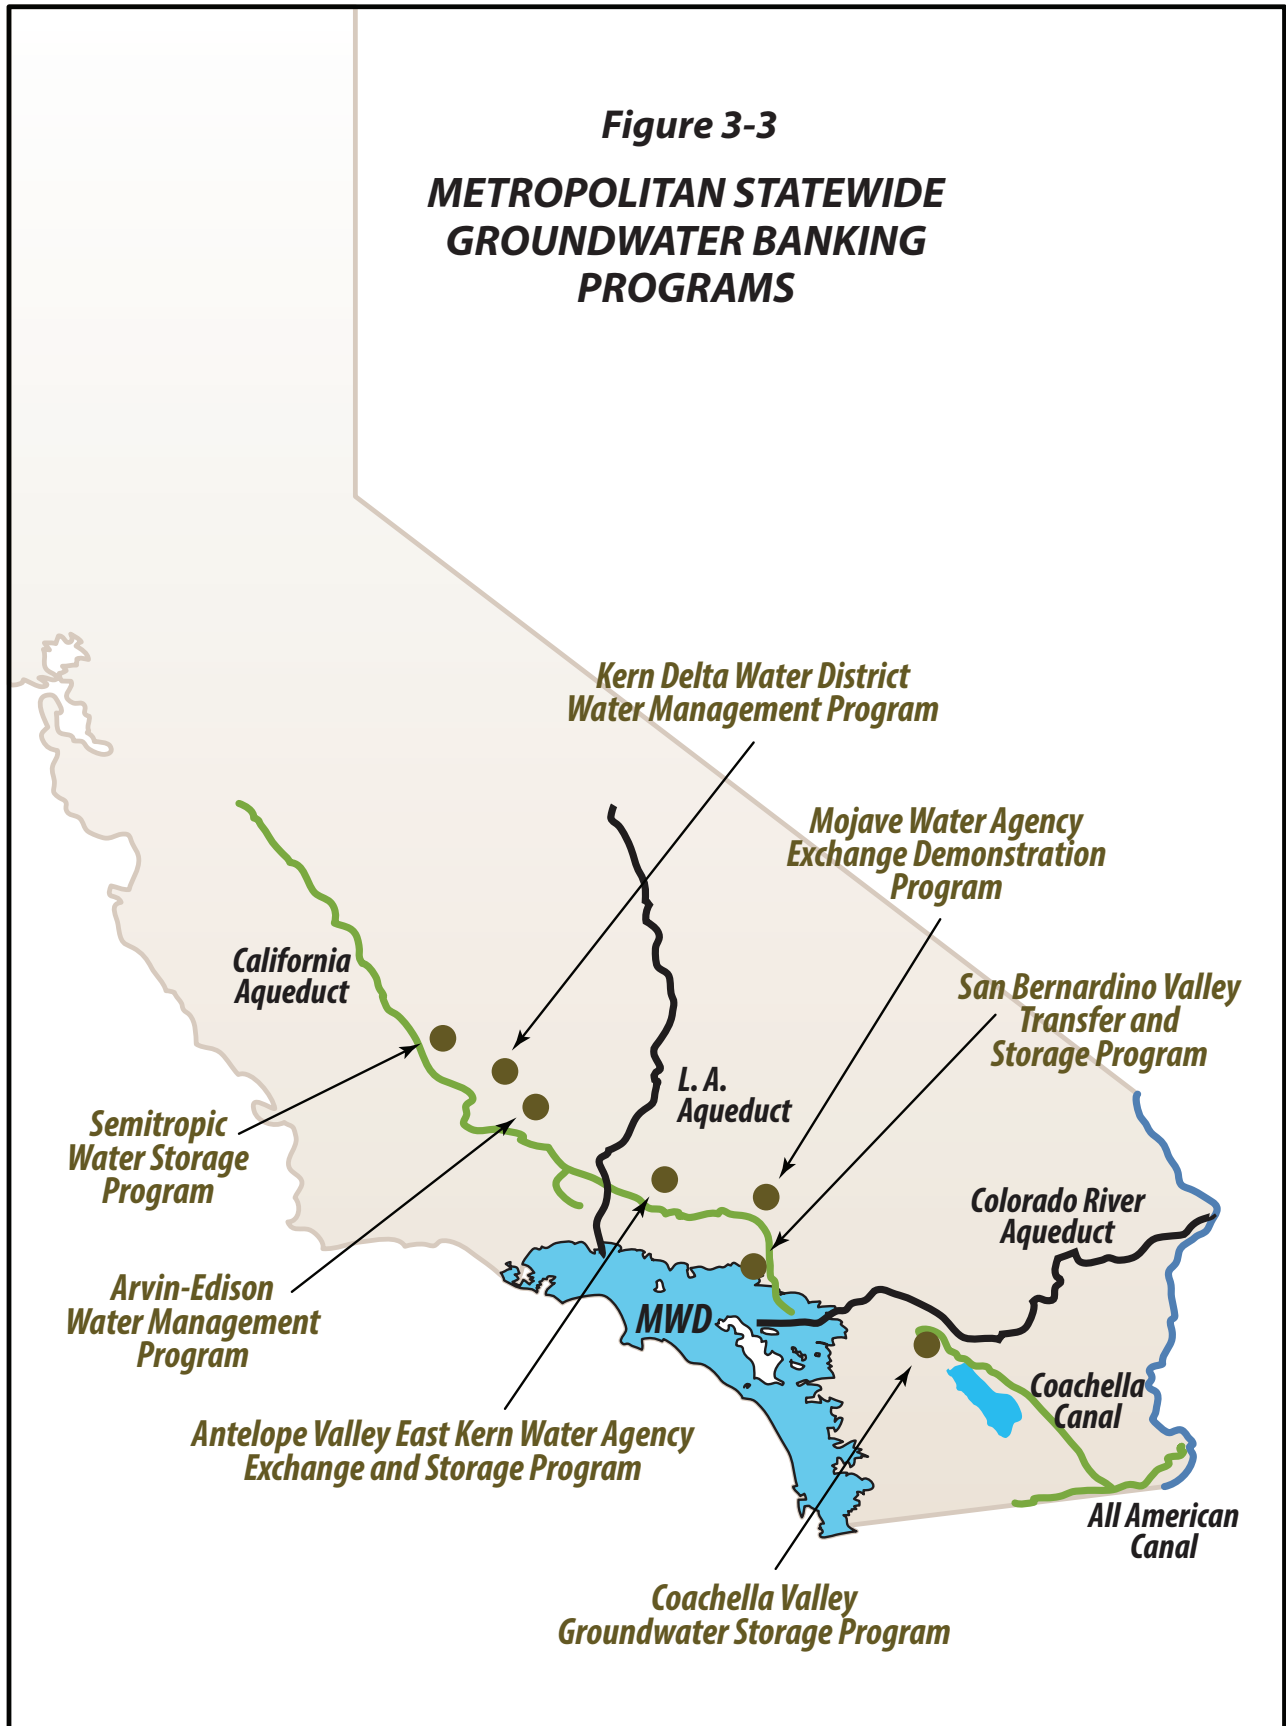 Figure 3-3
METROPOLITAN STATEWIDE
GROUNDWATER BANKING
PROGRAMS
Kern Delta Water District
Water Management Program
Mojave Water Agency
Exchange Demonstration
Program
California
Aqueduct
San Bernardino Valley
Transfer and
Storage Program
L. A.
Aqueduct
Semitropic
Water Storage
Program
Colorado River
Aqueduct
Arvin-Edison
Water Management
Program
MWD
Coachella
Canal
Antelope Valley East Kern Water Agency
Exchange and Storage Program
All American
Canal
Coachella Valley
Groundwater Storage Program